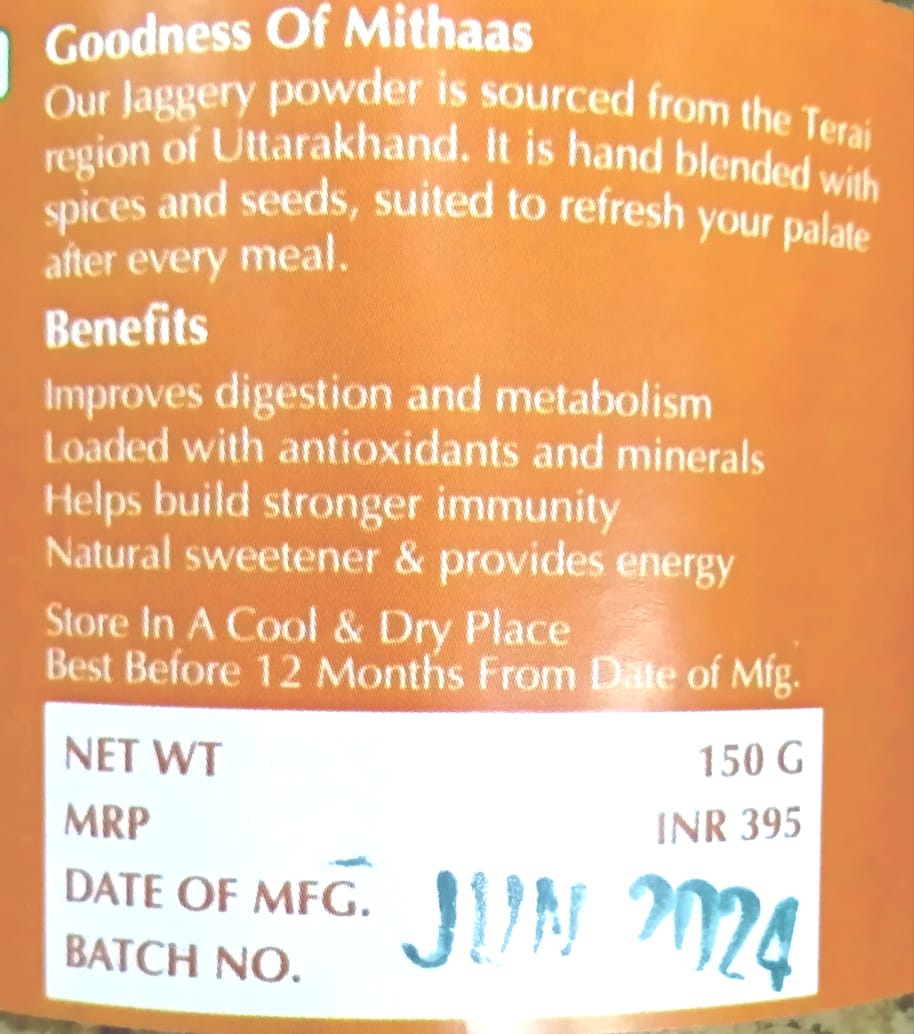 Goodness Of Mithaas
Our Jaggery powder is sourced from the Terai
region of Uttarakhand. It is hand blended with
spices and seeds, suited to refresh your palate
after every meal.
Benefits
Improves digestion and metabolism
Loaded with antioxidants and minerals
Helps build stronger immunity
Natural sweetener & provides energy
Store In A Cool & Dry Place
Best Before 12 Months From Date of Mfg.
NET WT 150 G
MRP INR 395
DATE OF MFG. JUN 2024
BATCH NO.